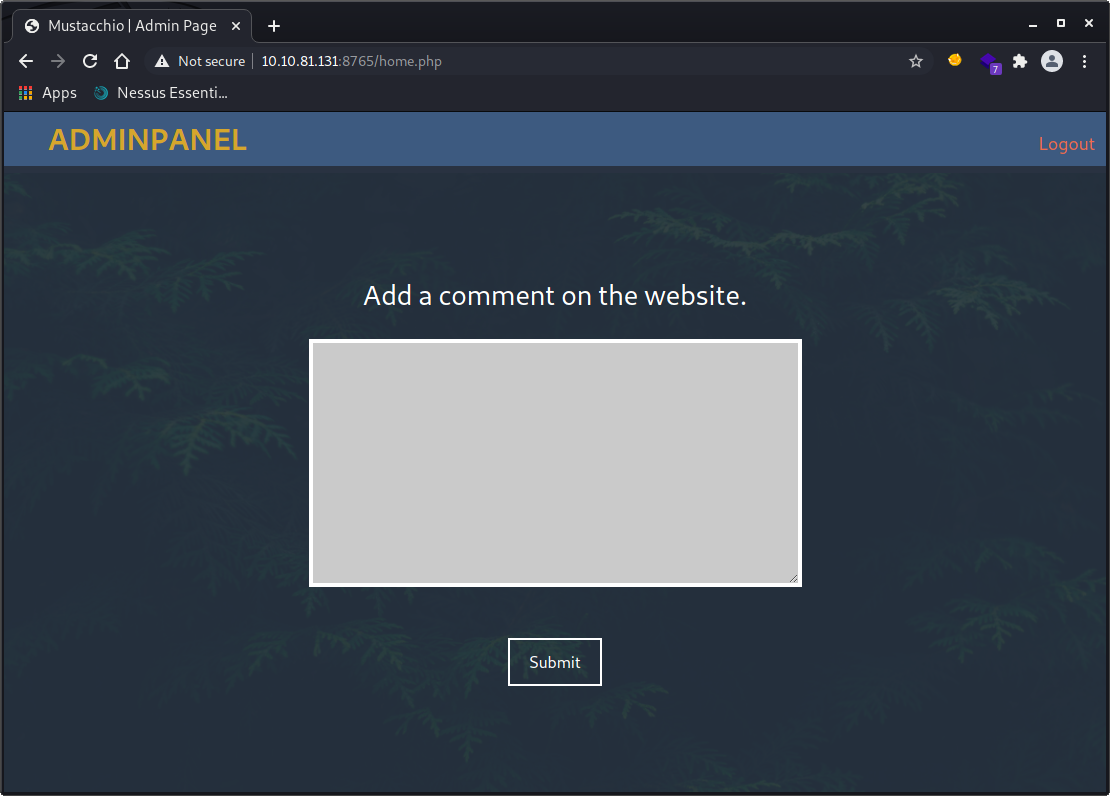 Mustacchio | Admin Page
Not secure 10.10.81.131:8765/home.php
7
Apps Nessus Essenti...
ADMINPANEL
Logout
Add a comment on the website.
Submit